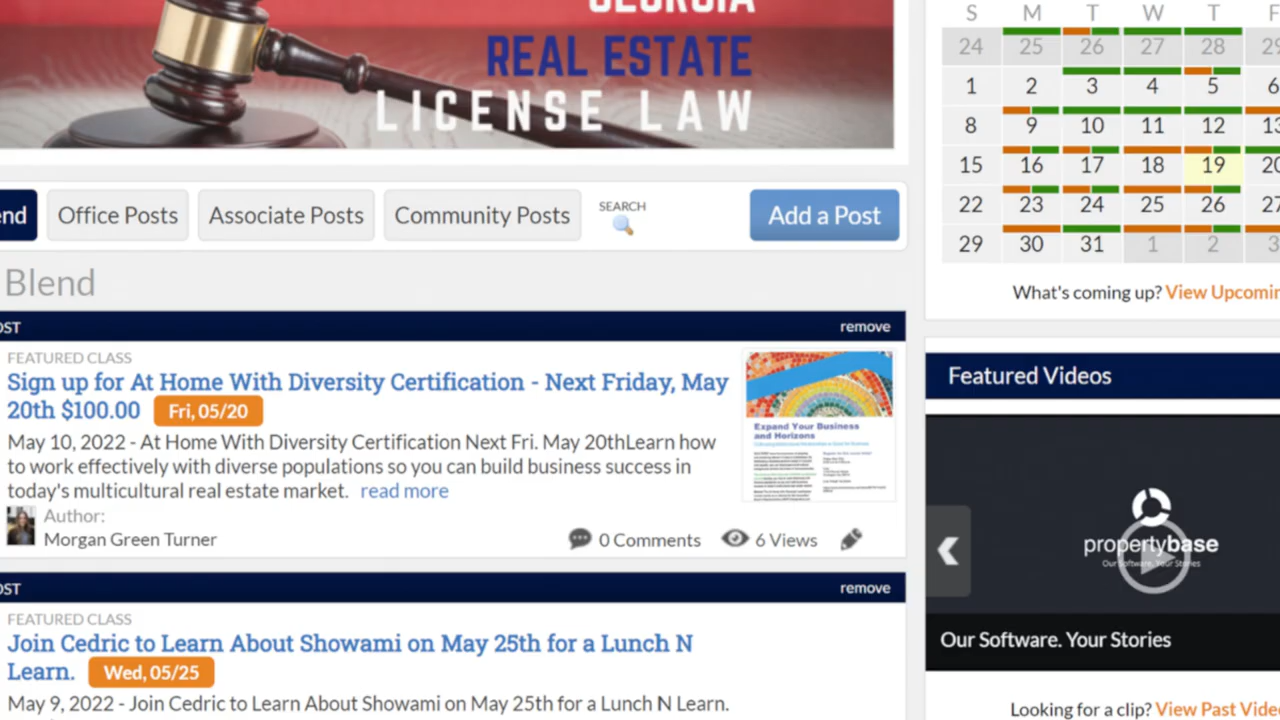 GEORGIA
REAL ESTATE
LICENSE LAW
Office Posts
Associate Posts
Community Posts
SEARCH
Add a Post
Blend
remove
FEATURED CLASS
Sign up for At Home With Diversity Certification - Next Friday, May
20th $100.00 Fri, 05/20
May 10, 2022 - At Home With Diversity Certification Next Fri. May 20thLearn how
to work effectively with diverse populations so you can build business success in
today's multicultural real estate market. read more
Author:
Morgan Green Turner
0 Comments 6 Views
Expand Your Business
and Horizons
remove
FEATURED CLASS
Join Cedric to Learn About Showami on May 25th for a Lunch N
Learn. Wed, 05/25
May 9, 2022 - Join Cedric to Learn About Showami on May 25th for a Lunch N Learn.
S M T W T F
24 25 26 27 28 29
1 2 3 4 5 6
8 9 10 11 12 13
15 16 17 18 19 20
22 23 24 25 26 27
29 30 31 1 2 3
What's coming up? View Upcomin
Featured Videos
propertybase
Our Software. Your Stories
Our Software. Your Stories
Looking for a clip? View Past Vide